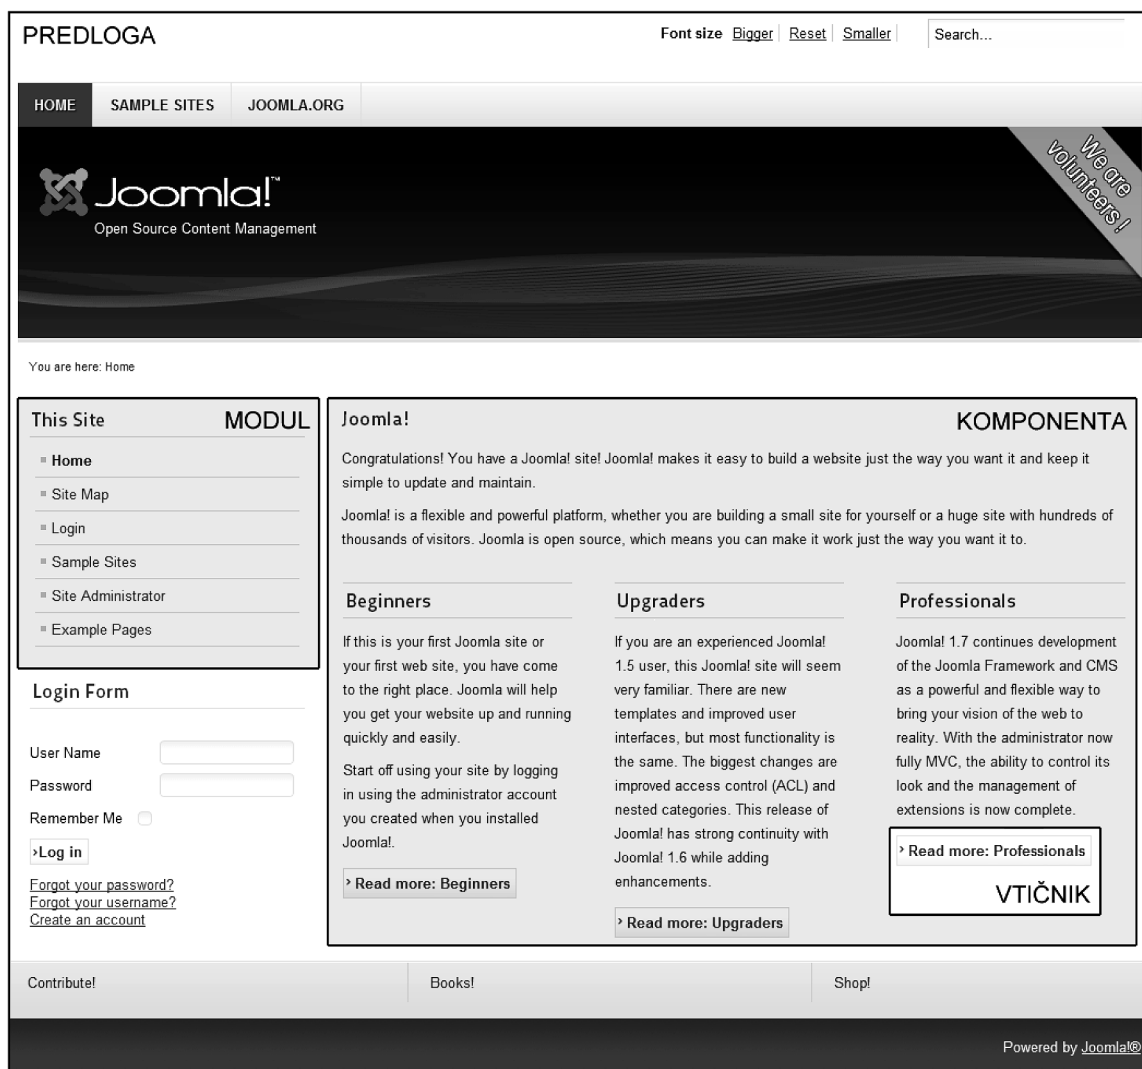 PREDLOGA
Font size Bigger Reset Smaller Search...
HOME SAMPLE SITES JOOMLA.ORG
We are
volunteers !
Joomla!™
Open Source Content Management
You are here: Home
This Site MODUL
Home
Site Map
Login
Sample Sites
Site Administrator
Example Pages
Login Form
User Name
Password
Remember Me
›Log in
Forgot your password?
Forgot your username?
Create an account
Joomla! KOMPONENTA
Congratulations! You have a Joomla! site! Joomla! makes it easy to build a website just the way you want it and keep it
simple to update and maintain.
Joomla! is a flexible and powerful platform, whether you are building a small site for yourself or a huge site with hundreds of
thousands of visitors. Joomla is open source, which means you can make it work just the way you want it to.
Beginners
If this is your first Joomla site or
your first web site, you have come
to the right place. Joomla will help
you get your website up and running
quickly and easily.
Start off using your site by logging
in using the administrator account
you created when you installed
Joomla!.
› Read more: Beginners
Upgraders
If you are an experienced Joomla!
1.5 user, this Joomla! site will seem
very familiar. There are new
templates and improved user
interfaces, but most functionality is
the same. The biggest changes are
improved access control (ACL) and
nested categories. This release of
Joomla! has strong continuity with
Joomla! 1.6 while adding
enhancements.
› Read more: Upgraders
Professionals
Joomla! 1.7 continues development
of the Joomla Framework and CMS
as a powerful and flexible way to
bring your vision of the web to
reality. With the administrator now
fully MVC, the ability to control its
look and the management of
extensions is now complete.
› Read more: Professionals
VTIČNIK
Contribute! Books! Shop!
Powered by Joomla!®